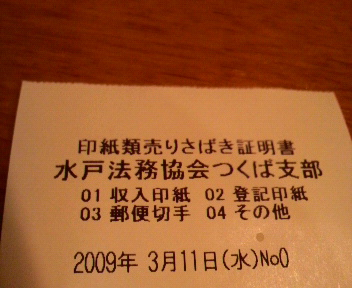 印紙類売りさばき証明書
水戸法務協会つくば支部
01 収入印紙 02 登記印紙
03 郵便切手 04 その他
2009年 3月11日(水)No0